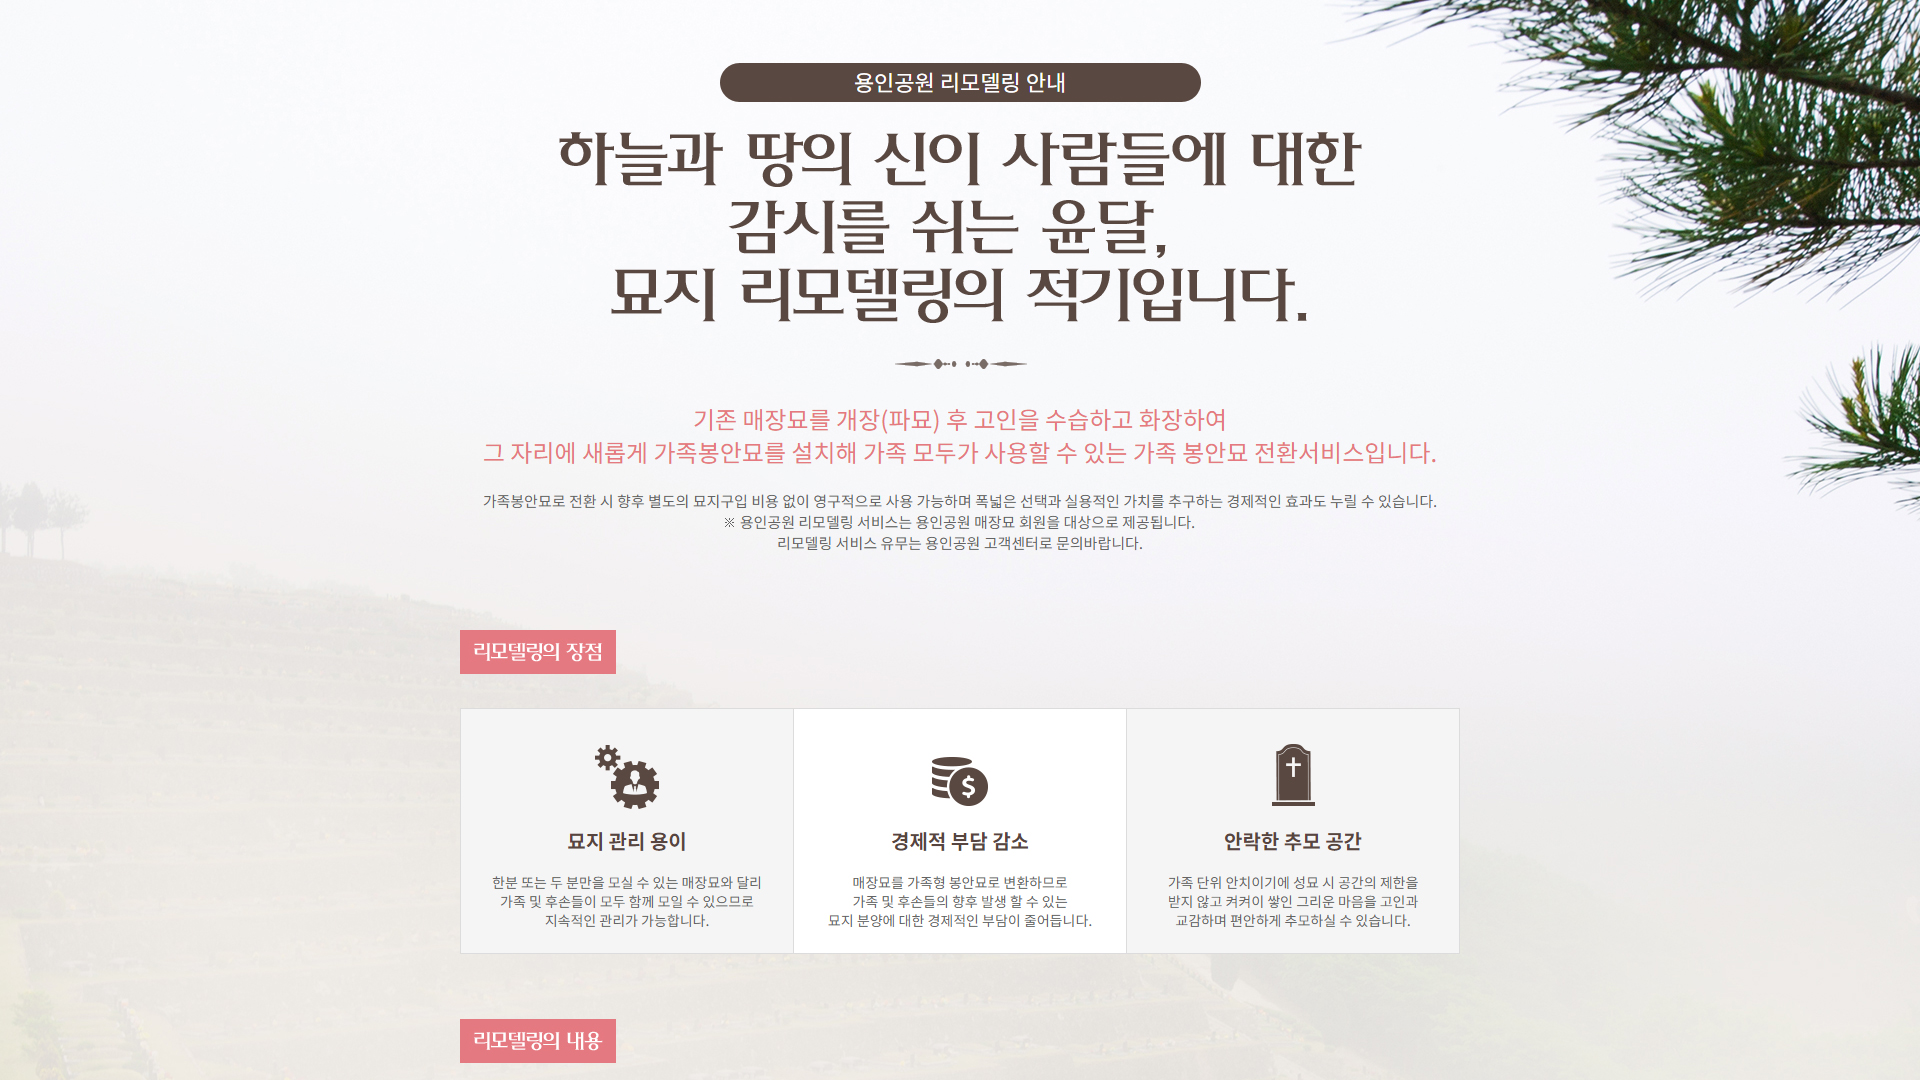 용인공원 리모델링 안내
하늘과 땅의 신이 사람들에 대한
감시를 쉬는 윤달,
묘지 리모델링의 적기입니다.
기존 매장묘를 개장(파묘) 후 고인을 수습하고 화장하여
그 자리에 새롭게 가족봉안묘를 설치해 가족 모두가 사용할 수 있는 가족 봉안묘 전환서비스입니다.
가족봉안묘로 전환 시 향후 별도의 묘지구입 비용 없이 영구적으로 사용 가능하며 폭넓은 선택과 실용적인 가치를 추구하는 경제적인 효과도 누릴 수 있습니다.
※ 용인공원 리모델링 서비스는 용인공원 매장묘 회원을 대상으로 제공됩니다.
리모델링 서비스 유무는 용인공원 고객센터로 문의바랍니다.
리모델링의 장점
묘지 관리 용이
한분 또는 두 분만을 모실 수 있는 매장묘와 달리
가족 및 후손들이 모두 함께 모일 수 있으므로
지속적인 관리가 가능합니다.
경제적 부담 감소
매장묘를 가족형 봉안묘로 변환하므로
가족 및 후손들의 향후 발생 할 수 있는
묘지 분양에 대한 경제적인 부담이 줄어듭니다.
안락한 추모 공간
가족 단위 안치이기에 성묘 시 공간의 제한을
받지 않고 켜켜이 쌓인 그리운 마음을 고인과
교감하며 편안하게 추모하실 수 있습니다.
리모델링의 내용